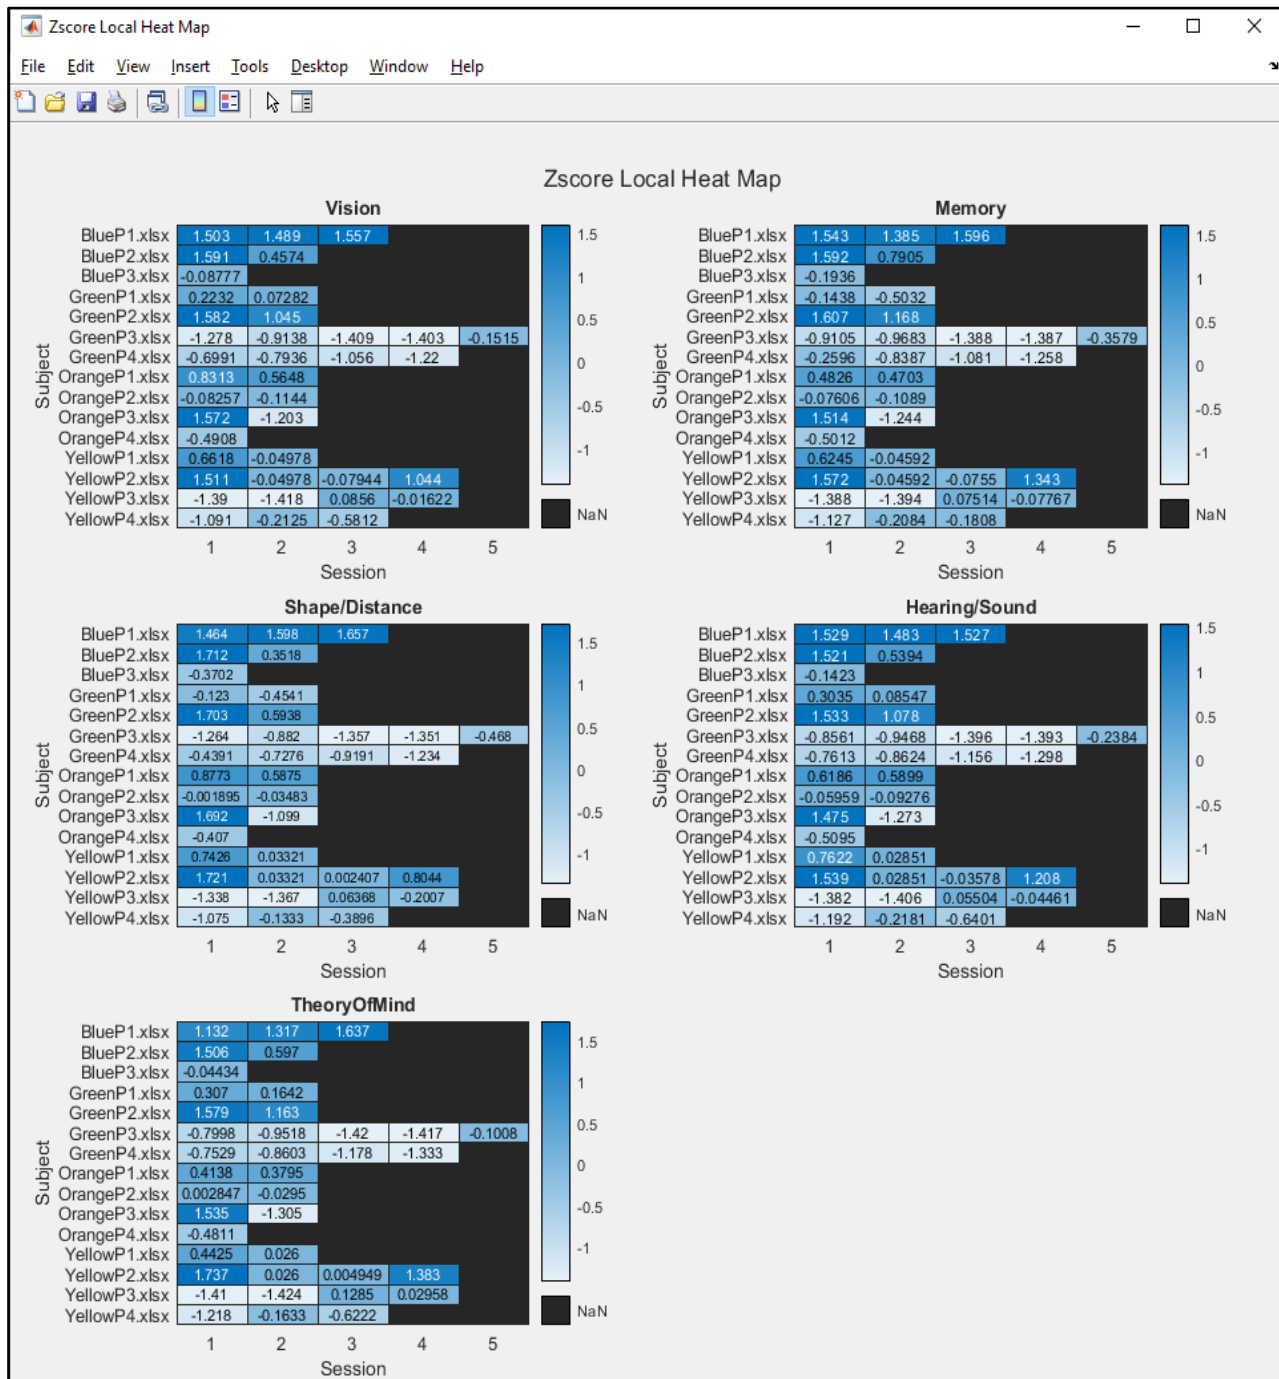 Zscore Local Heat Map
File Edit View Insert Tools Desktop Window Help
Zscore Local Heat Map
Vision
Subject
BlueP1.xlsx 1.503 1.489 1.557
BlueP2.xlsx 1.591 0.4574
BlueP3.xlsx -0.08777
GreenP1.xlsx 0.2232 0.07282
GreenP2.xlsx 1.582 1.045
GreenP3.xlsx -1.278 -0.9138 -1.409 -1.403 -0.1515
GreenP4.xlsx -0.6991 -0.7936 -1.056 -1.22
OrangeP1.xlsx 0.8313 0.5648
OrangeP2.xlsx -0.08257 -0.1144
OrangeP3.xlsx 1.572 -1.203
OrangeP4.xlsx -0.4908
YellowP1.xlsx 0.6618 -0.04978
YellowP2.xlsx 1.511 -0.04978 -0.07944 1.044
YellowP3.xlsx -1.39 -1.418 0.0856 -0.01622
YellowP4.xlsx -1.091 -0.2125 -0.5812
1 2 3 4 5
Session
1.5
1
0.5
0
-0.5
-1
NaN
Memory
Subject
BlueP1.xlsx 1.543 1.385 1.596
BlueP2.xlsx 1.592 0.7905
BlueP3.xlsx -0.1936
GreenP1.xlsx -0.1438 -0.5032
GreenP2.xlsx 1.607 1.168
GreenP3.xlsx -0.9105 -0.9683 -1.388 -1.387 -0.3579
GreenP4.xlsx -0.2596 -0.8387 -1.081 -1.258
OrangeP1.xlsx 0.4826 0.4703
OrangeP2.xlsx -0.07606 -0.1089
OrangeP3.xlsx 1.514 -1.244
OrangeP4.xlsx -0.5012
YellowP1.xlsx 0.6245 -0.04592
YellowP2.xlsx 1.572 -0.04592 -0.0755 1.343
YellowP3.xlsx -1.388 -1.394 0.07514 -0.07767
YellowP4.xlsx -1.127 -0.2084 -0.1808
1 2 3 4 5
Session
1.5
1
0.5
0
-0.5
-1
NaN
Shape/Distance
Subject
BlueP1.xlsx 1.464 1.598 1.657
BlueP2.xlsx 1.712 0.3518
BlueP3.xlsx -0.3702
GreenP1.xlsx -0.123 -0.4541
GreenP2.xlsx 1.703 0.5938
GreenP3.xlsx -1.264 -0.882 -1.357 -1.351 -0.468
GreenP4.xlsx -0.4391 -0.7276 -0.9191 -1.234
OrangeP1.xlsx 0.8773 0.5875
OrangeP2.xlsx -0.001895 -0.03483
OrangeP3.xlsx 1.692 -1.099
OrangeP4.xlsx -0.407
YellowP1.xlsx 0.7426 0.03321
YellowP2.xlsx 1.721 0.03321 0.002407 0.8044
YellowP3.xlsx -1.338 -1.367 0.06368 -0.2007
YellowP4.xlsx -1.075 -0.1333 -0.3896
1 2 3 4 5
Session
1.5
1
0.5
0
-0.5
-1
NaN
Hearing/Sound
Subject
BlueP1.xlsx 1.529 1.483 1.527
BlueP2.xlsx 1.521 0.5394
BlueP3.xlsx -0.1423
GreenP1.xlsx 0.3035 0.08547
GreenP2.xlsx 1.533 1.078
GreenP3.xlsx -0.8561 -0.9468 -1.396 -1.393 -0.2384
GreenP4.xlsx -0.7613 -0.8624 -1.156 -1.298
OrangeP1.xlsx 0.6186 0.5899
OrangeP2.xlsx -0.05959 -0.09276
OrangeP3.xlsx 1.475 -1.273
OrangeP4.xlsx -0.5095
YellowP1.xlsx 0.7622 0.02851
YellowP2.xlsx 1.539 0.02851 -0.03578 1.208
YellowP3.xlsx -1.382 -1.406 0.05504 -0.04461
YellowP4.xlsx -1.192 -0.2181 -0.6401
1 2 3 4 5
Session
1.5
1
0.5
0
-0.5
-1
NaN
TheoryOfMind
Subject
BlueP1.xlsx 1.132 1.317 1.637
BlueP2.xlsx 1.506 0.597
BlueP3.xlsx -0.04434
GreenP1.xlsx 0.307 0.1642
GreenP2.xlsx 1.579 1.163
GreenP3.xlsx -0.7998 -0.9518 -1.42 -1.417 -0.1008
GreenP4.xlsx -0.7529 -0.8603 -1.178 -1.333
OrangeP1.xlsx 0.4138 0.3795
OrangeP2.xlsx 0.002847 -0.0295
OrangeP3.xlsx 1.535 -1.305
OrangeP4.xlsx -0.4811
YellowP1.xlsx 0.4425 0.026
YellowP2.xlsx 1.737 0.026 0.004949 1.383
YellowP3.xlsx -1.41 -1.424 0.1285 0.02958
YellowP4.xlsx -1.218 -0.1633 -0.6222
1 2 3 4 5
Session
1.5
1
0.5
0
-0.5
-1
NaN